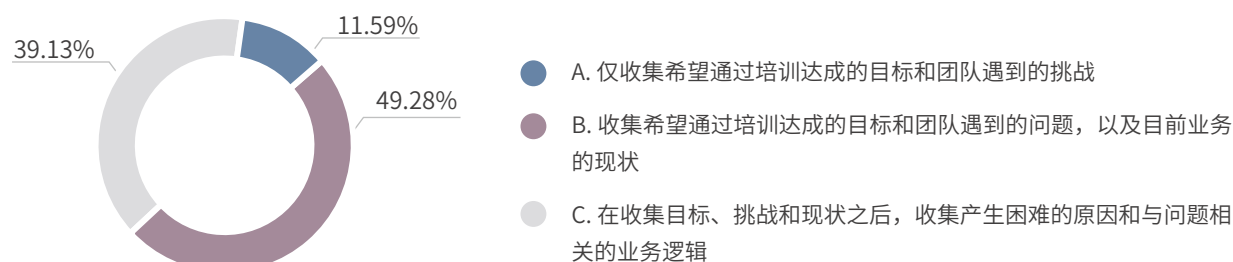 11.59%
39.13%
49.28%
A. 仅收集希望通过培训达成的目标和团队遇到的挑战
B. 收集希望通过培训达成的目标和团队遇到的问题，以及目前业务
的现状
C. 在收集目标、挑战和现状之后，收集产生困难的原因和与问题相
关的业务逻辑